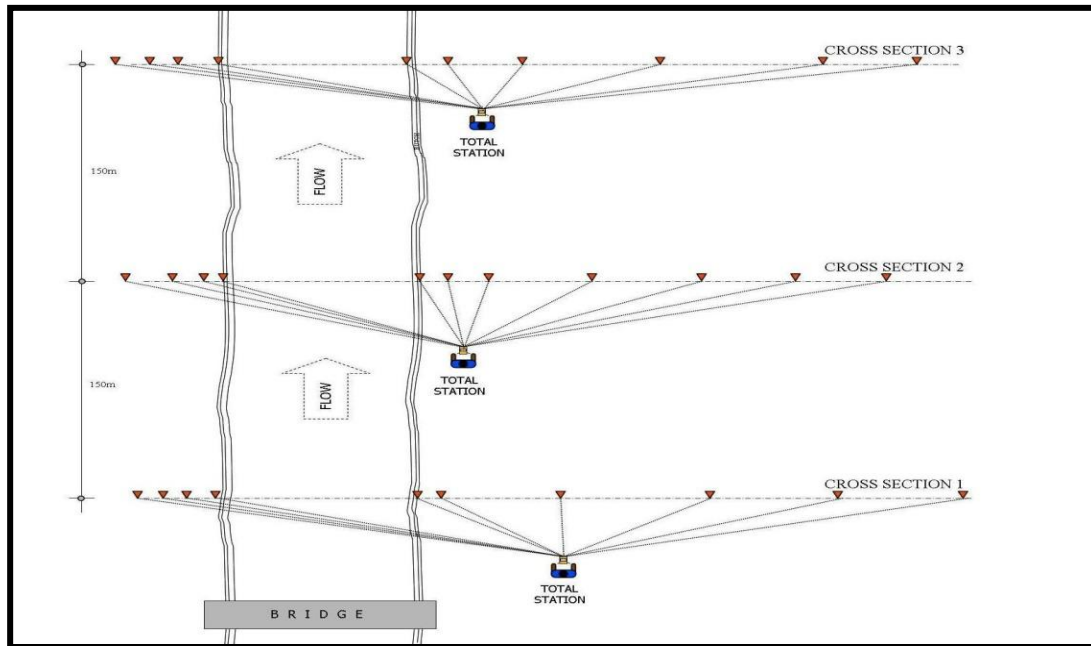 CROSS SECTION 3
TOTAL
STATION
150m
FLOW
CROSS SECTION 2
TOTAL
STATION
150m
FLOW
CROSS SECTION 1
TOTAL
STATION
BRIDGE